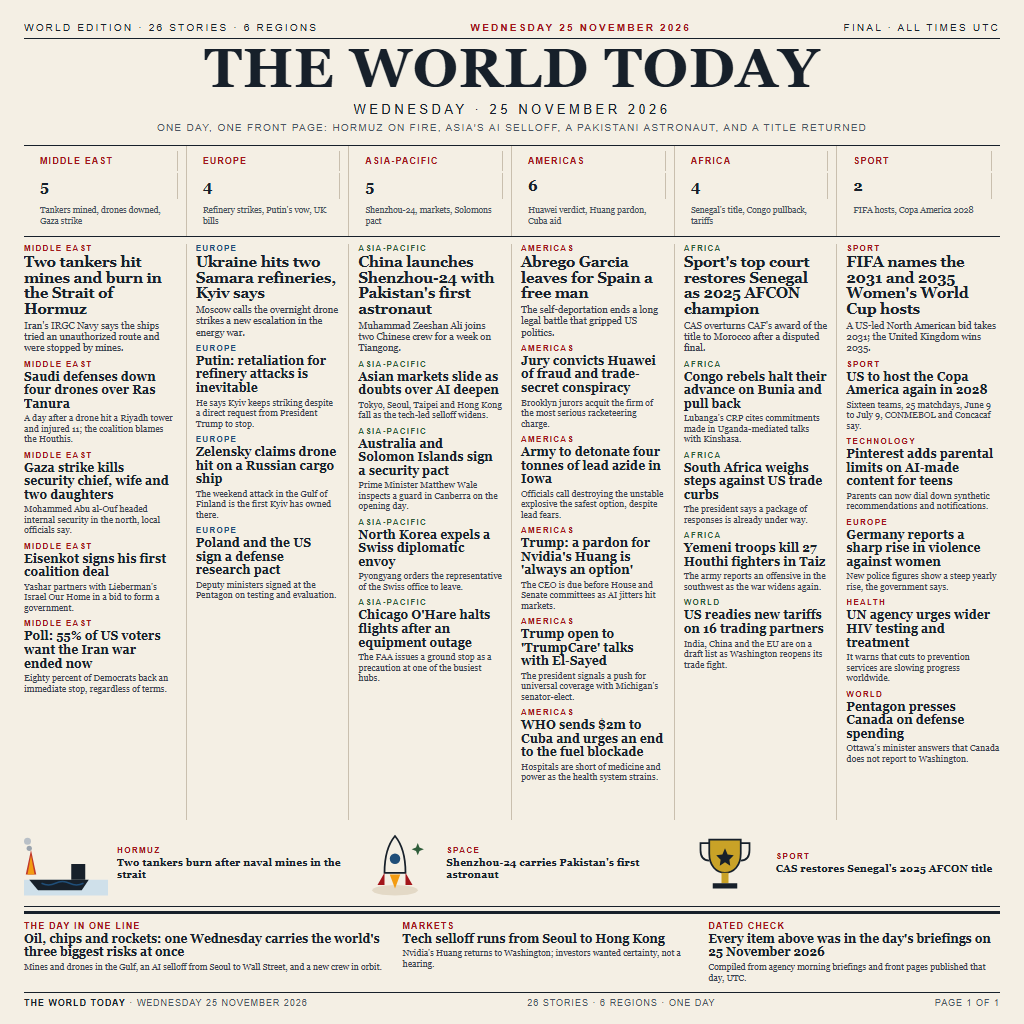 WORLD EDITION · 26 STORIES · 6 REGIONS
WEDNESDAY 25 NOVEMBER 2026
FINAL · ALL TIMES UTC
THE WORLD TODAY
WEDNESDAY · 25 NOVEMBER 2026
ONE DAY, ONE FRONT PAGE: HORMUZ ON FIRE, ASIA'S AI SELLOFF, A PAKISTANI ASTRONAUT, AND A TITLE RETURNED
MIDDLE EAST
5
Tankers mined, drones downed,
Gaza strike
EUROPE
4
Refinery strikes, Putin's vow, UK
bills
ASIA-PACIFIC
5
Shenzhou-24, markets, Solomons
pact
AMERICAS
6
Huawei verdict, Huang pardon,
Cuba aid
AFRICA
4
Senegal's title, Congo pullback,
tariffs
SPORT
2
FIFA hosts, Copa America 2028
MIDDLE EAST
Two tankers hit
mines and burn in
the Strait of
Hormuz
Iran's IRGC Navy says the ships
tried an unauthorized route and
were stopped by mines.
MIDDLE EAST
Saudi defenses down
four drones over Ras
Tanura
A day after a drone hit a Riyadh tower
and injured 11; the coalition blames
the Houthis.
MIDDLE EAST
Gaza strike kills
security chief, wife and
two daughters
Mohammed Abu al-Ouf headed
internal security in the north, local
officials say.
MIDDLE EAST
Eisenkot signs his first
coalition deal
Yashar partners with Lieberman's
Israel Our Home in a bid to form a
government.
MIDDLE EAST
Poll: 55% of US voters
want the Iran war
ended now
Eighty percent of Democrats back an
immediate stop, regardless of terms.
EUROPE
Ukraine hits two
Samara refineries,
Kyiv says
Moscow calls the overnight drone
strikes a new escalation in the
energy war.
EUROPE
Putin: retaliation for
refinery attacks is
inevitable
He says Kyiv keeps striking despite
a direct request from President
Trump to stop.
EUROPE
Zelensky claims drone
hit on a Russian cargo
ship
The weekend attack in the Gulf of
Finland is the first Kyiv has owned
there.
EUROPE
Poland and the US
sign a defense
research pact
Deputy ministers signed at the
Pentagon on testing and evaluation.
ASIA-PACIFIC
China launches
Shenzhou-24 with
Pakistan's first
astronaut
Muhammad Zeeshan Ali joins
two Chinese crew for a week on
Tiangong.
ASIA-PACIFIC
Asian markets slide as
doubts over AI deepen
Tokyo, Seoul, Taipei and Hong Kong
fall as the tech-led selloff widens.
ASIA-PACIFIC
Australia and
Solomon Islands sign
a security pact
Prime Minister Matthew Wale
inspects a guard in Canberra on the
opening day.
ASIA-PACIFIC
North Korea expels a
Swiss diplomatic
envoy
Pyongyang orders the representative
of the Swiss office to leave.
ASIA-PACIFIC
Chicago O'Hare halts
flights after an
equipment outage
The FAA issues a ground stop as a
precaution at one of the busiest
hubs.
AMERICAS
Abrego Garcia
leaves for Spain a
free man
The self-deportation ends a long
legal battle that gripped US
politics.
AMERICAS
Jury convicts Huawei
of fraud and trade-
secret conspiracy
Brooklyn jurors acquit the firm of
the most serious racketeering
charge.
AMERICAS
Army to detonate four
tonnes of lead azide in
Iowa
Officials call destroying the unstable
explosive the safest option, despite
lead fears.
AMERICAS
Trump: a pardon for
Nvidia's Huang is
'always an option'
The CEO is due before House and
Senate committees as AI jitters hit
markets.
AMERICAS
Trump open to
'TrumpCare' talks
with El-Sayed
The president signals a push for
universal coverage with Michigan's
senator-elect.
AMERICAS
WHO sends $2m to
Cuba and urges an end
to the fuel blockade
Hospitals are short of medicine and
power as the health system strains.
AFRICA
Sport's top court
restores Senegal
as 2025 AFCON
champion
CAS overturns CAF's award of the
title to Morocco after a disputed
final.
AFRICA
Congo rebels halt their
advance on Bunia and
pull back
Lubanga's CRP cites commitments
made in Uganda-mediated talks
with Kinshasa.
AFRICA
South Africa weighs
steps against US trade
curbs
The president says a package of
responses is already under way.
AFRICA
Yemeni troops kill 27
Houthi fighters in Taiz
The army reports an offensive in the
southwest as the war widens again.
WORLD
US readies new tariffs
on 16 trading partners
India, China and the EU are on a
draft list as Washington reopens its
trade fight.
SPORT
FIFA names the
2031 and 2035
Women's World
Cup hosts
A US-led North American bid takes
2031; the United Kingdom wins
2035.
SPORT
US to host the Copa
America again in 2028
Sixteen teams, 25 matchdays, June 9
to July 9, CONMEBOL and Concacaf
say.
TECHNOLOGY
Pinterest adds parental
limits on AI-made
content for teens
Parents can now dial down synthetic
recommendations and notifications.
EUROPE
Germany reports a
sharp rise in violence
against women
New police figures show a steep yearly
rise, the government says.
HEALTH
UN agency urges wider
HIV testing and
treatment
It warns that cuts to prevention
services are slowing progress
worldwide.
WORLD
Pentagon presses
Canada on defense
spending
Ottawa's minister answers that Canada
does not report to Washington.
HORMUZ
Two tankers burn after naval mines in the
strait
SPACE
Shenzhou-24 carries Pakistan's first
astronaut
SPORT
CAS restores Senegal's 2025 AFCON title
THE DAY IN ONE LINE
Oil, chips and rockets: one Wednesday carries the world's
three biggest risks at once
Mines and drones in the Gulf, an AI selloff from Seoul to Wall Street, and a new crew in orbit.
MARKETS
Tech selloff runs from Seoul to Hong Kong
Nvidia's Huang returns to Washington; investors wanted certainty, not a
hearing.
DATED CHECK
Every item above was in the day's briefings on
25 November 2026
Compiled from agency morning briefings and front pages published that
day, UTC.
THE WORLD TODAY · WEDNESDAY 25 NOVEMBER 2026
26 STORIES · 6 REGIONS · ONE DAY
PAGE 1 OF 1